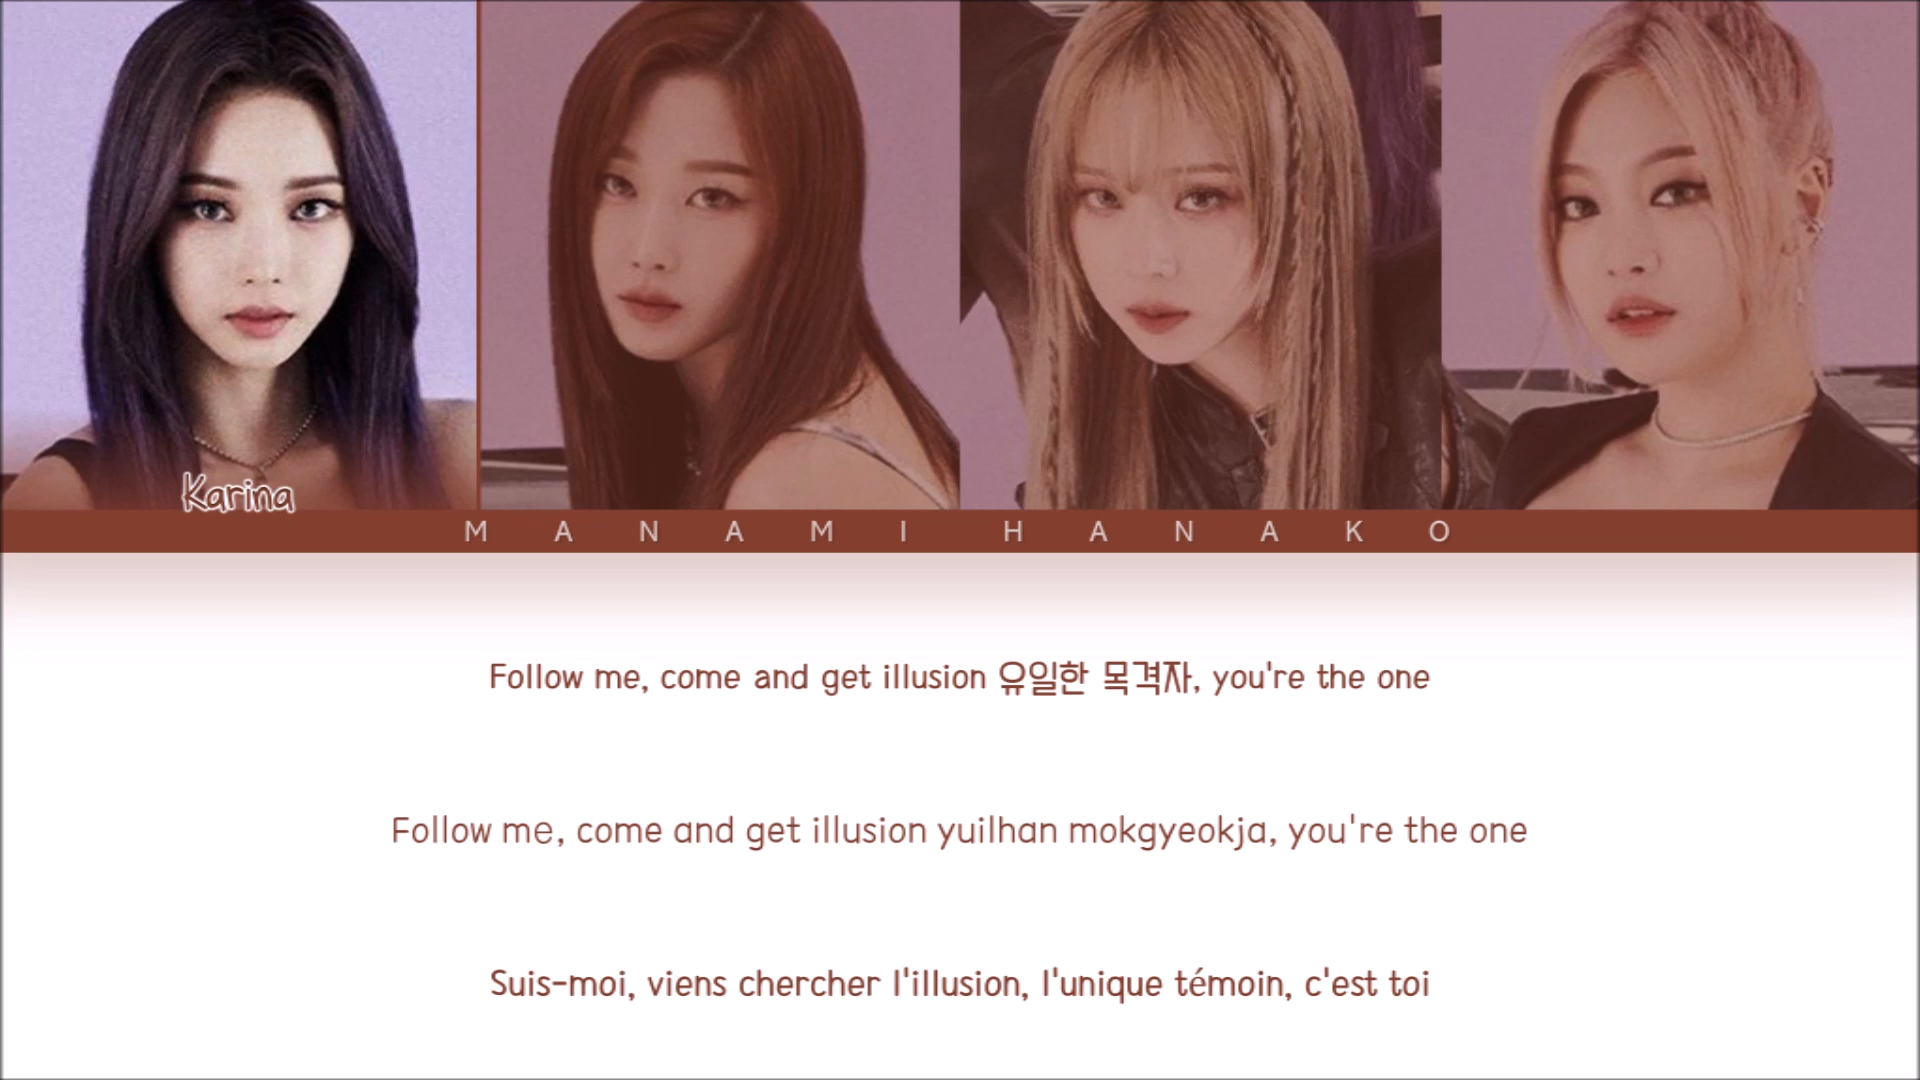 Karina
MANAMI HANAKO
Follow me, come and get illusion 유일한 목격자, you're the one
Follow me, come and get illusion yuilhan mokgyeokja, you're the one
Suis-moi, viens chercher l'illusion, l'unique témoin, c'est toi